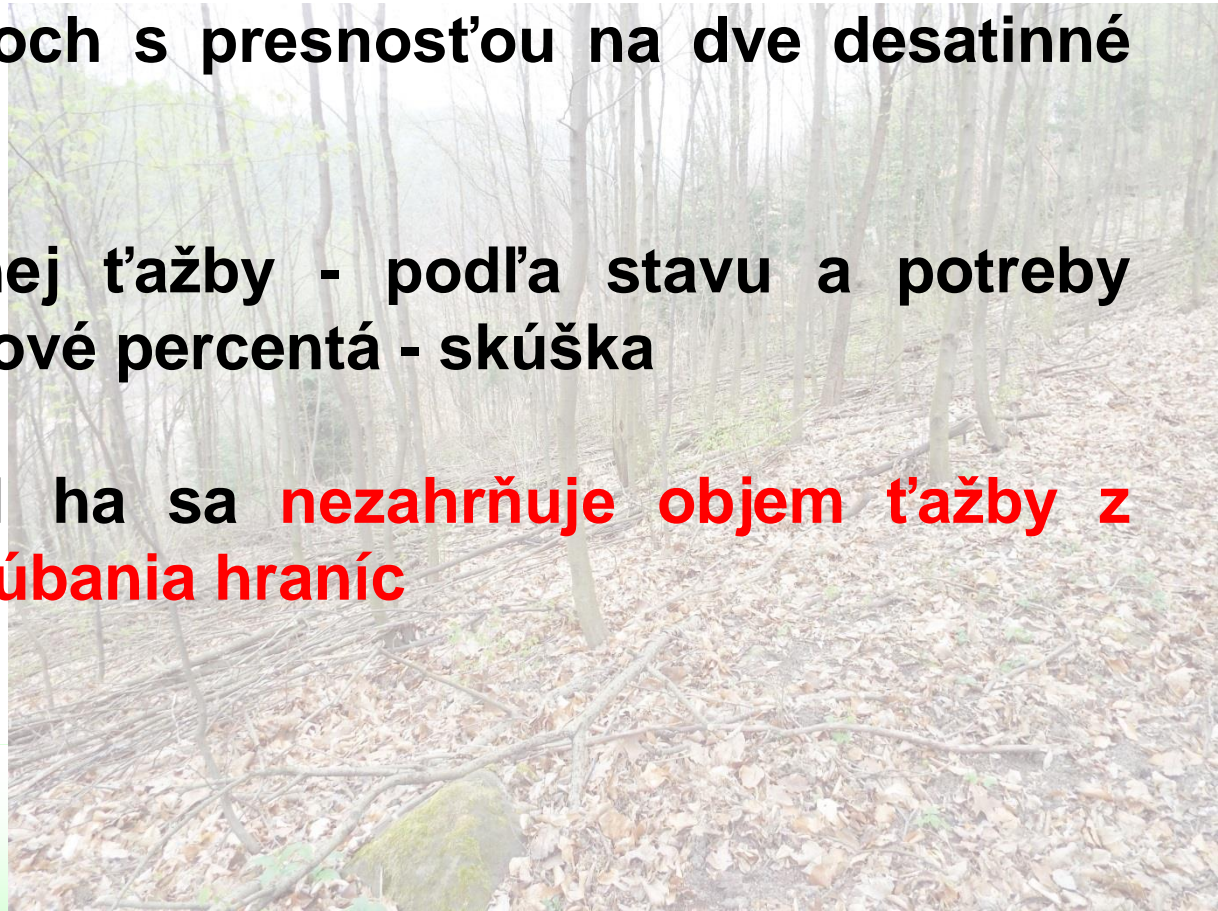 och s presnosťou na dve desatinné
nej ťažby - podľa stavu a potreby
ové percentá - skúška
ha sa nezahrňuje objem ťažby z
úbania hraníc